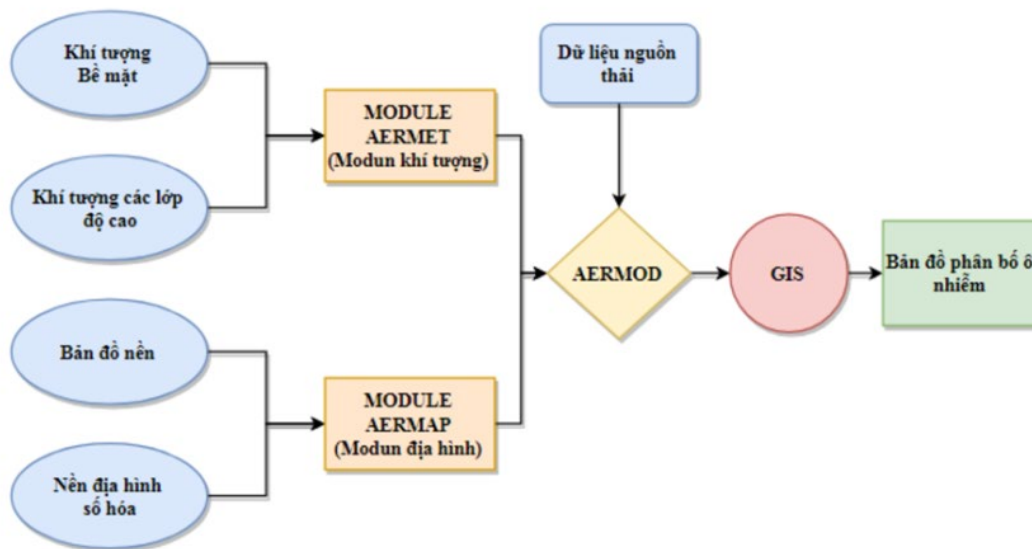 Khí tượng
Bề mặt
Dữ liệu nguồn
thải
MODULE
AERMET
(Modun khí tượng)
Khí tượng các lớp
độ cao
AERMOD
GIS
Bản đồ phân bố ô
nhiễm
Bản đồ nền
MODULE
AERMAP
(Modun địa hình)
Nền địa hình
số hóa